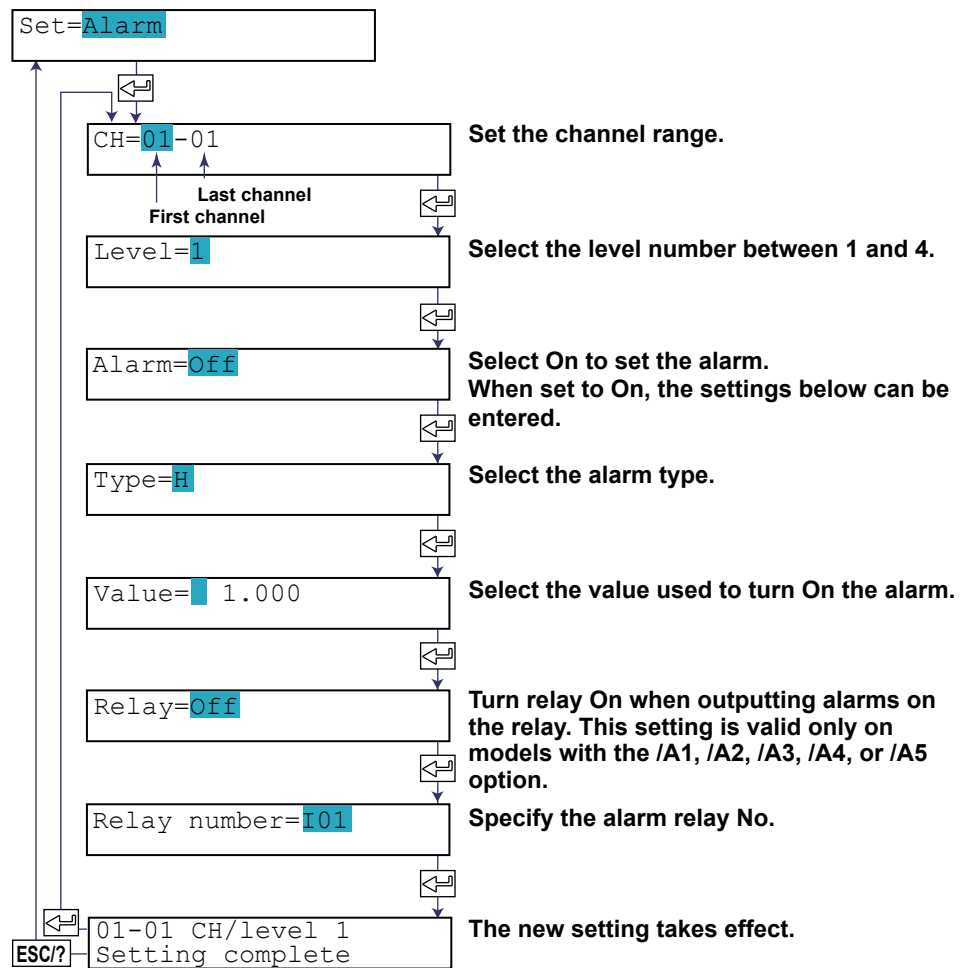 Set=Alarm
CH=01-01
Set the channel range.
Last channel
First channel
Level=1
Select the level number between 1 and 4.
Alarm=Off
Select On to set the alarm.
When set to On, the settings below can be
entered.
Type=H
Select the alarm type.
Value=  1.000
Select the value used to turn On the alarm.
Relay=Off
Turn relay On when outputting alarms on
the relay. This setting is valid only on
models with the /A1, /A2, /A3, /A4, or /A5
option.
Relay number=I01
Specify the alarm relay No.
01-01 CH/level 1
Setting complete
The new setting takes effect.
ESC/?